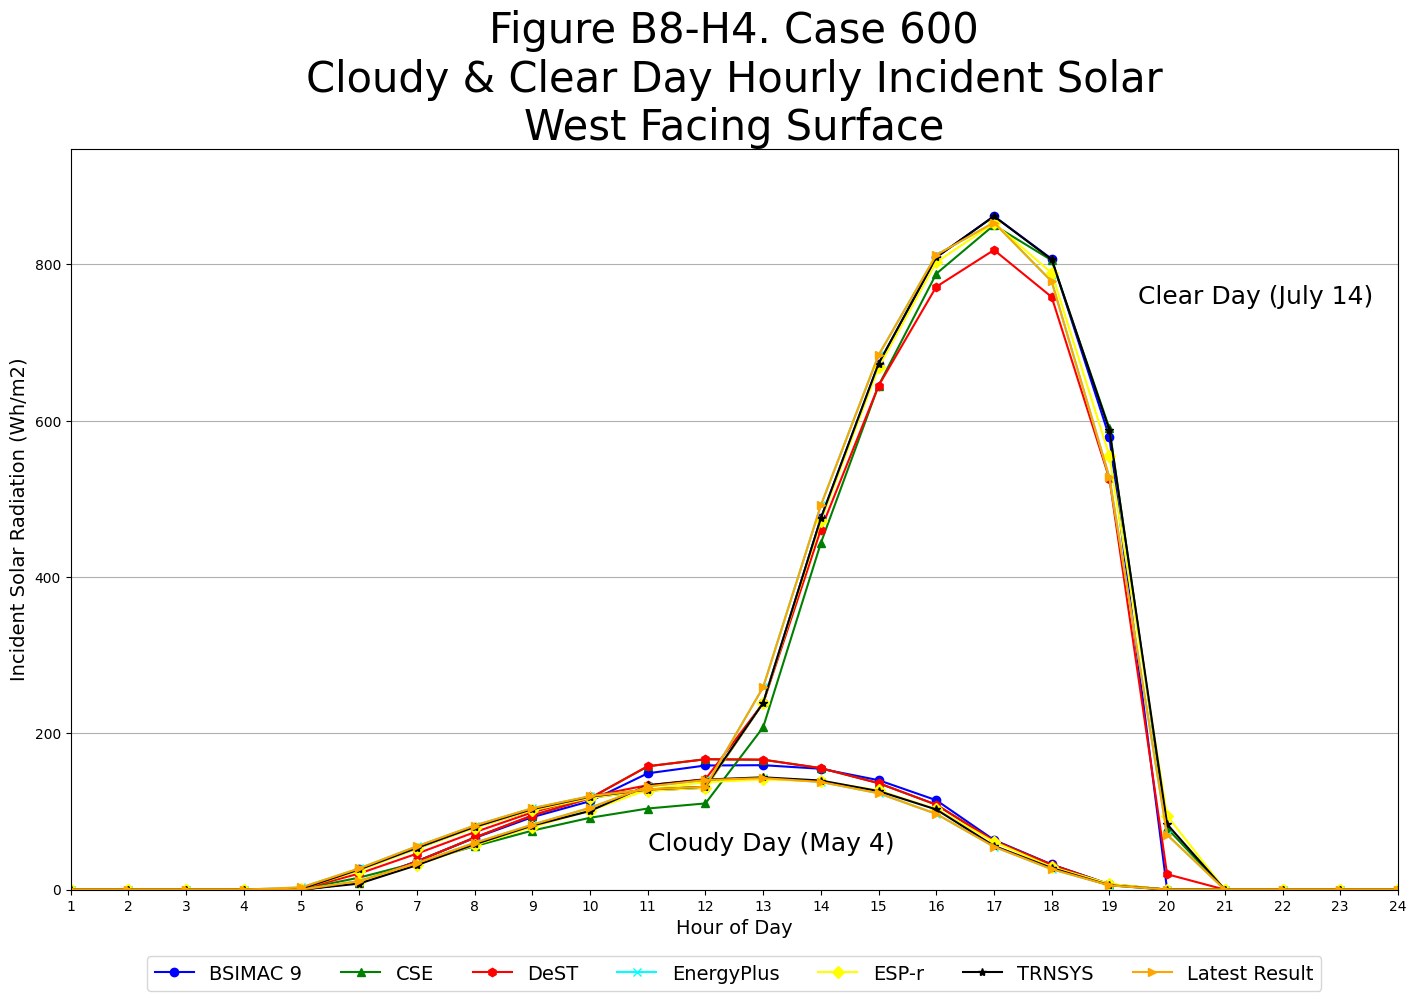 Figure B8-H4. Case 600
Cloudy & Clear Day Hourly Incident Solar
West Facing Surface
Incident Solar Radiation (Wh/m2)
800
600
400
200
0
Clear Day (July 14)
Cloudy Day (May 4)
1 2 3 4 5 6 7 8 9 10 11 12 13 14 15 16 17 18 19 20 21 22 23 24
Hour of Day
BSIMAC 9 CSE DeST EnergyPlus ESP-r TRNSYS Latest Result